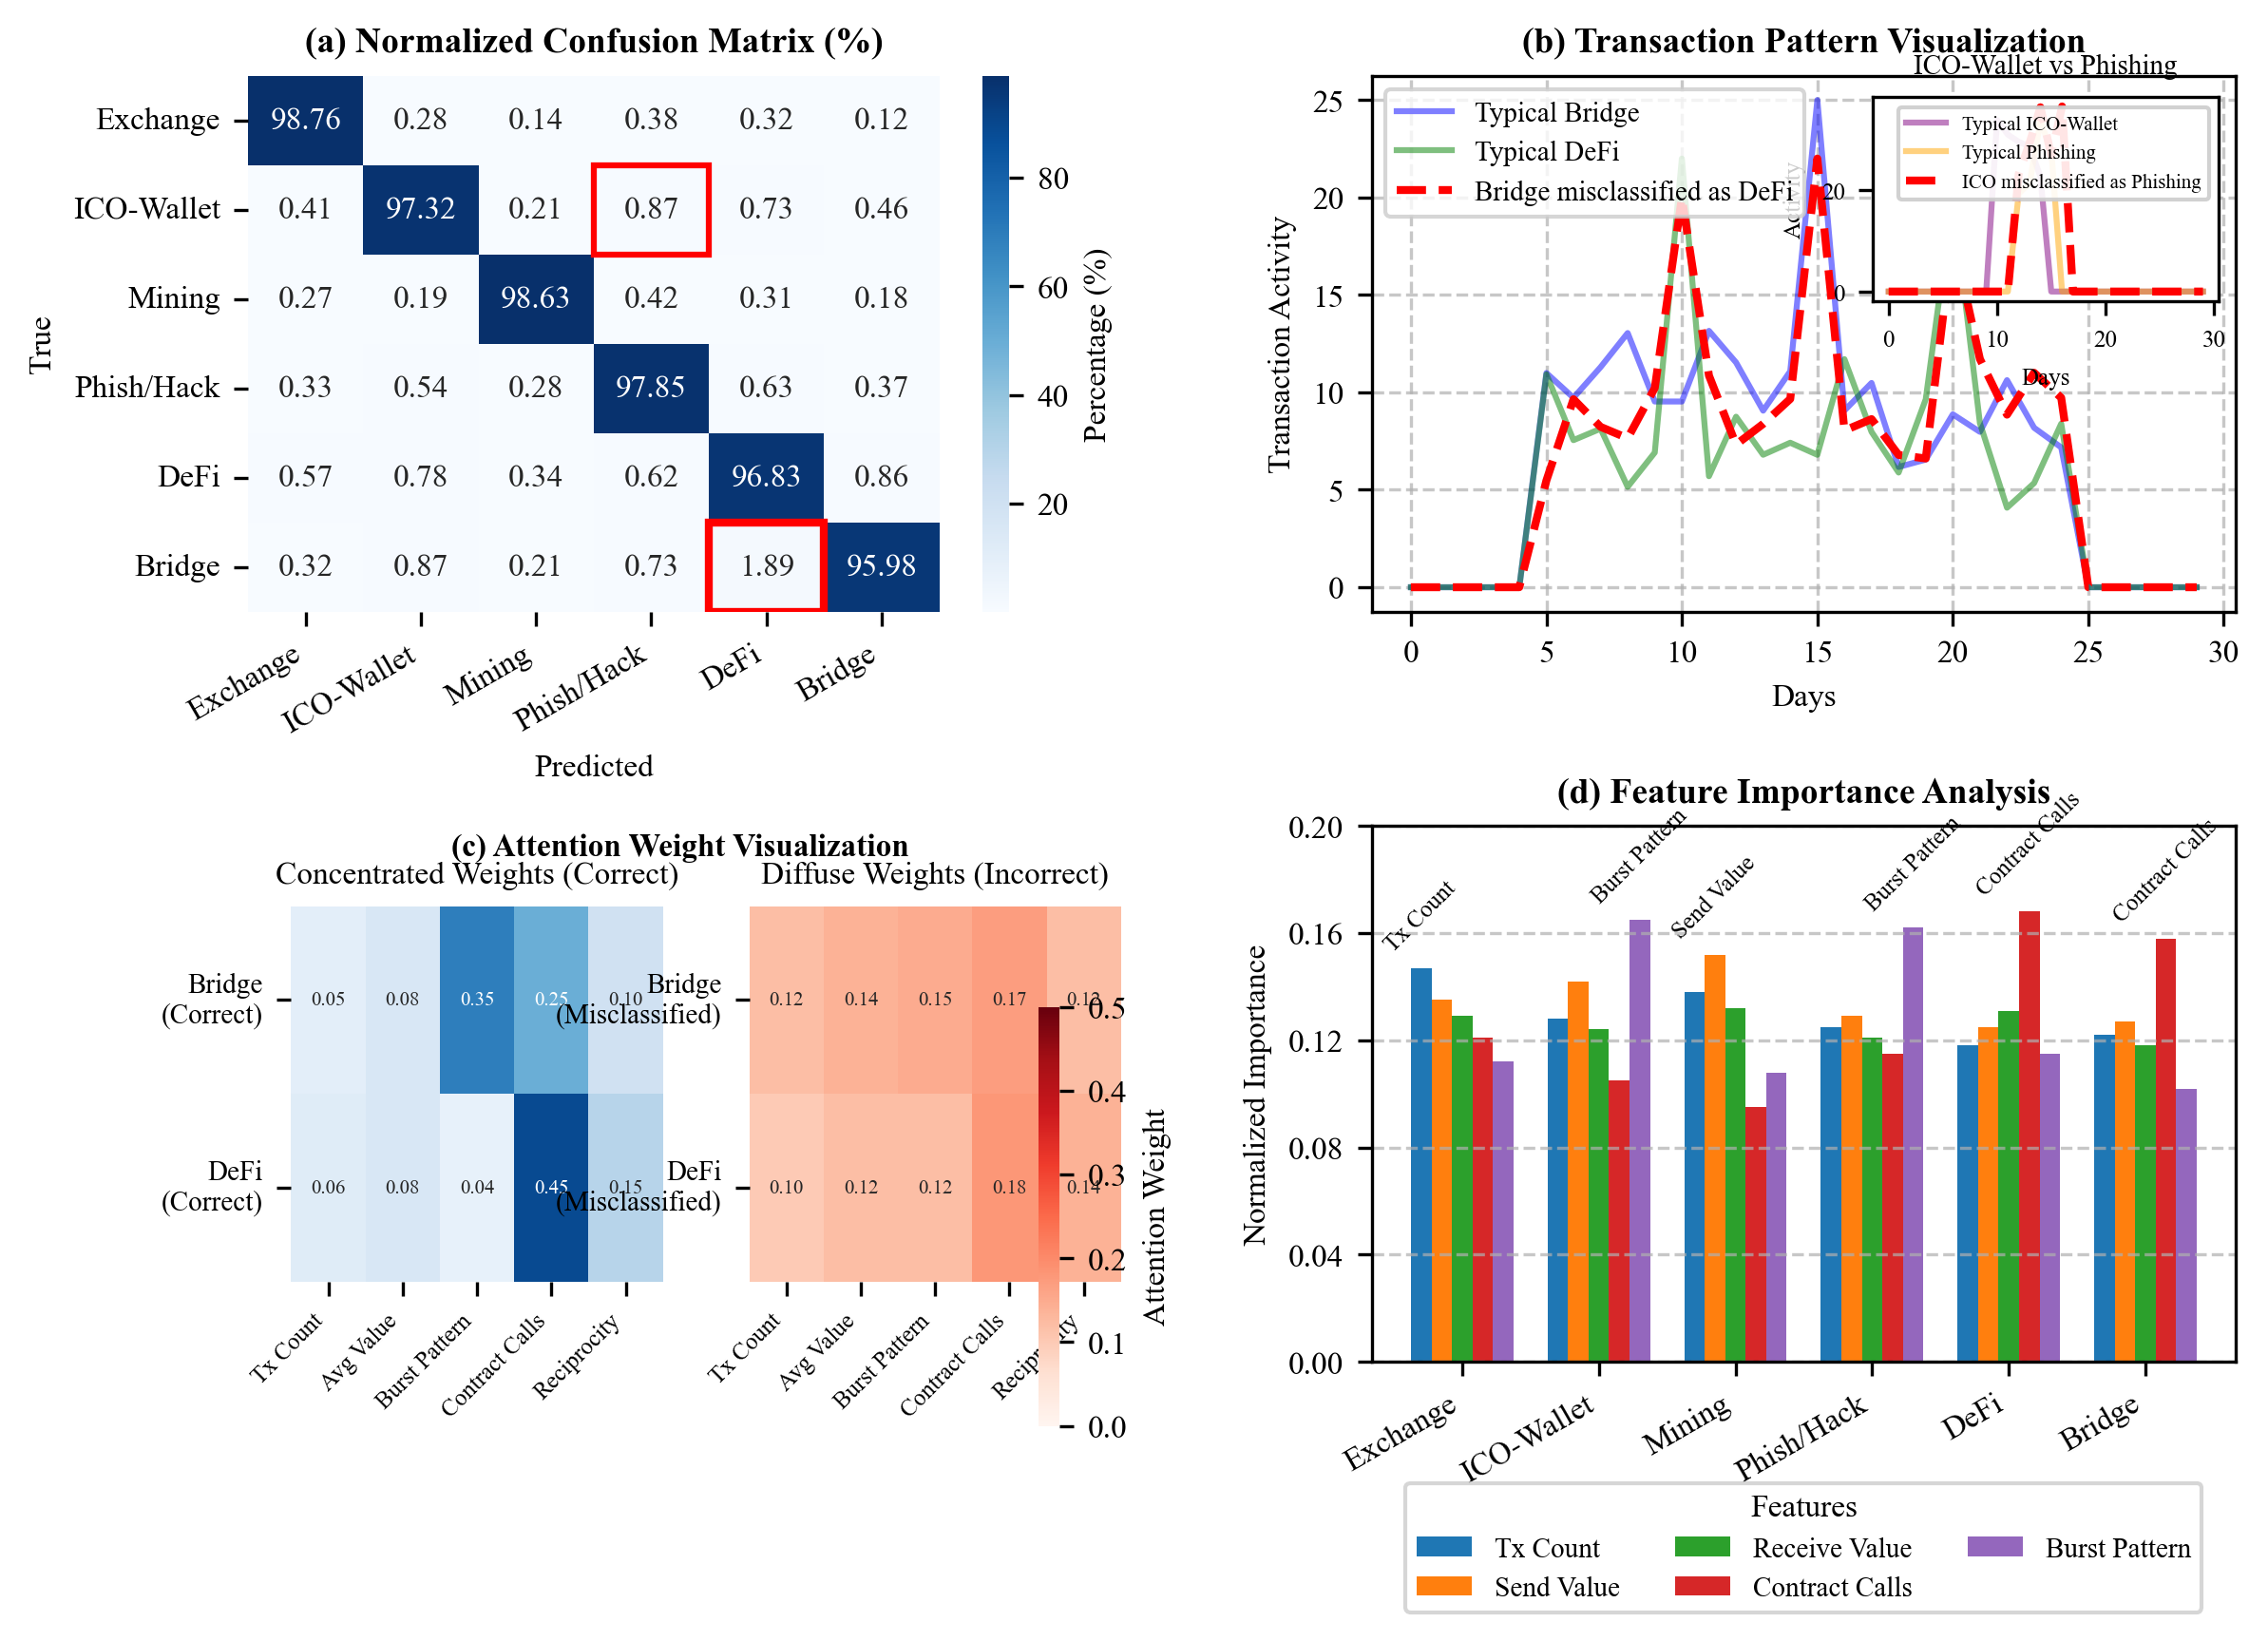 (a) Normalized Confusion Matrix (%)
True
Exchange 98.76 0.28 0.14 0.38 0.32 0.12
ICO-Wallet 0.41 97.32 0.21 0.87 0.73 0.46
Mining 0.27 0.19 98.63 0.42 0.31 0.18
Phish/Hack 0.33 0.54 0.28 97.85 0.63 0.37
DeFi 0.57 0.78 0.34 0.62 96.83 0.86
Bridge 0.32 0.87 0.21 0.73 1.89 95.98
Exchange ICO-Wallet Mining Phish/Hack DeFi Bridge
Predicted
80
60
40
20
Percentage (%)
(b) Transaction Pattern Visualization
Transaction Activity
25
20
15
10
5
0
0 5 10 15 20 25 30
Days
Typical Bridge
Typical DeFi
Bridge misclassified as DeFi
ICO-Wallet vs Phishing
Activity
20
0
Typical ICO-Wallet
Typical Phishing
ICO misclassified as Phishing
0 10 20 30
Days
(c) Attention Weight Visualization
Concentrated Weights (Correct)
Bridge
(Correct)
0.05 0.08 0.35 0.25 0.10
DeFi
(Correct)
0.06 0.08 0.04 0.45 0.15
Tx Count Avg Value Burst Pattern Contract Calls Reciprocity
Diffuse Weights (Incorrect)
Bridge
(Misclassified)
0.12 0.14 0.15 0.17
DeFi
(Misclassified)
0.10 0.12 0.12 0.18 0.14
Tx Count Avg Value Burst Pattern Contract Calls
0.5
0.4
0.3
0.2
0.1
0.0
Attention Weight
(d) Feature Importance Analysis
Normalized Importance
0.20
0.16
0.12
0.08
0.04
0.00
Tx Count
Burst Pattern
Send Value
Burst Pattern
Contract Calls
Contract Calls
Exchange ICO-Wallet Mining Phish/Hack DeFi Bridge
Features
Tx Count Receive Value Burst Pattern
Send Value Contract Calls